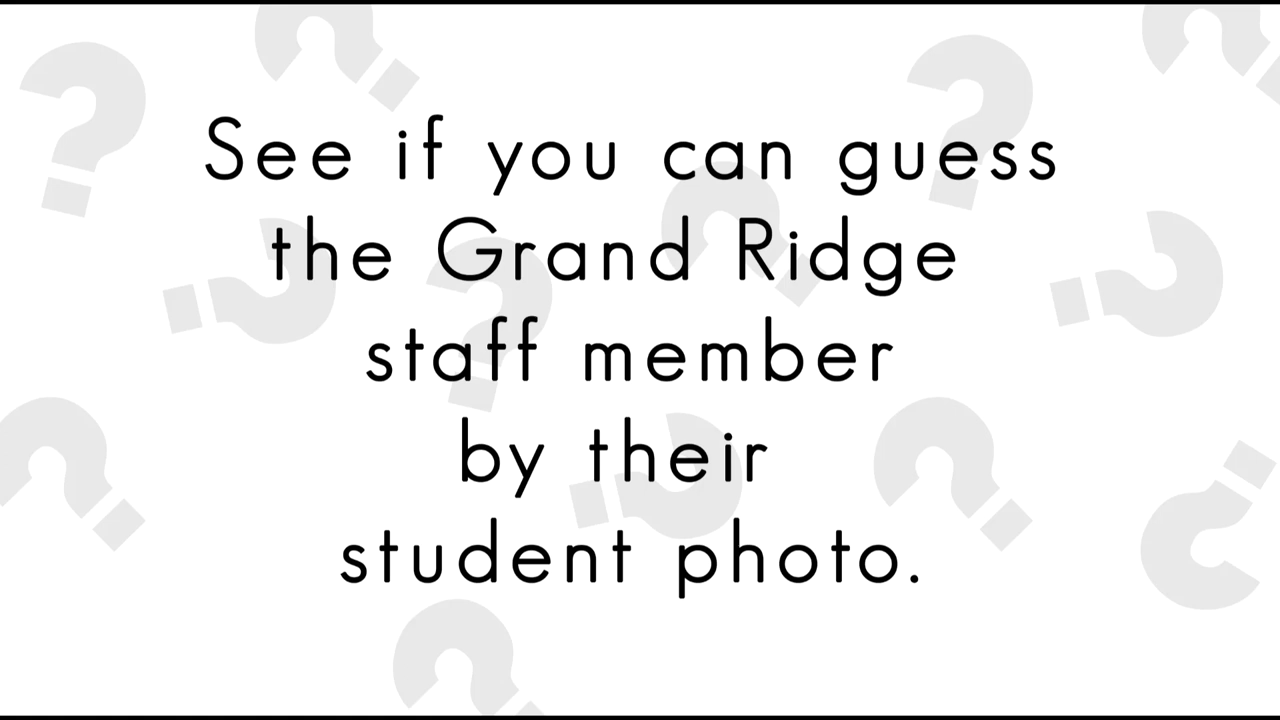 See if you can guess
the Grand Ridge
staff member
by their
student photo.